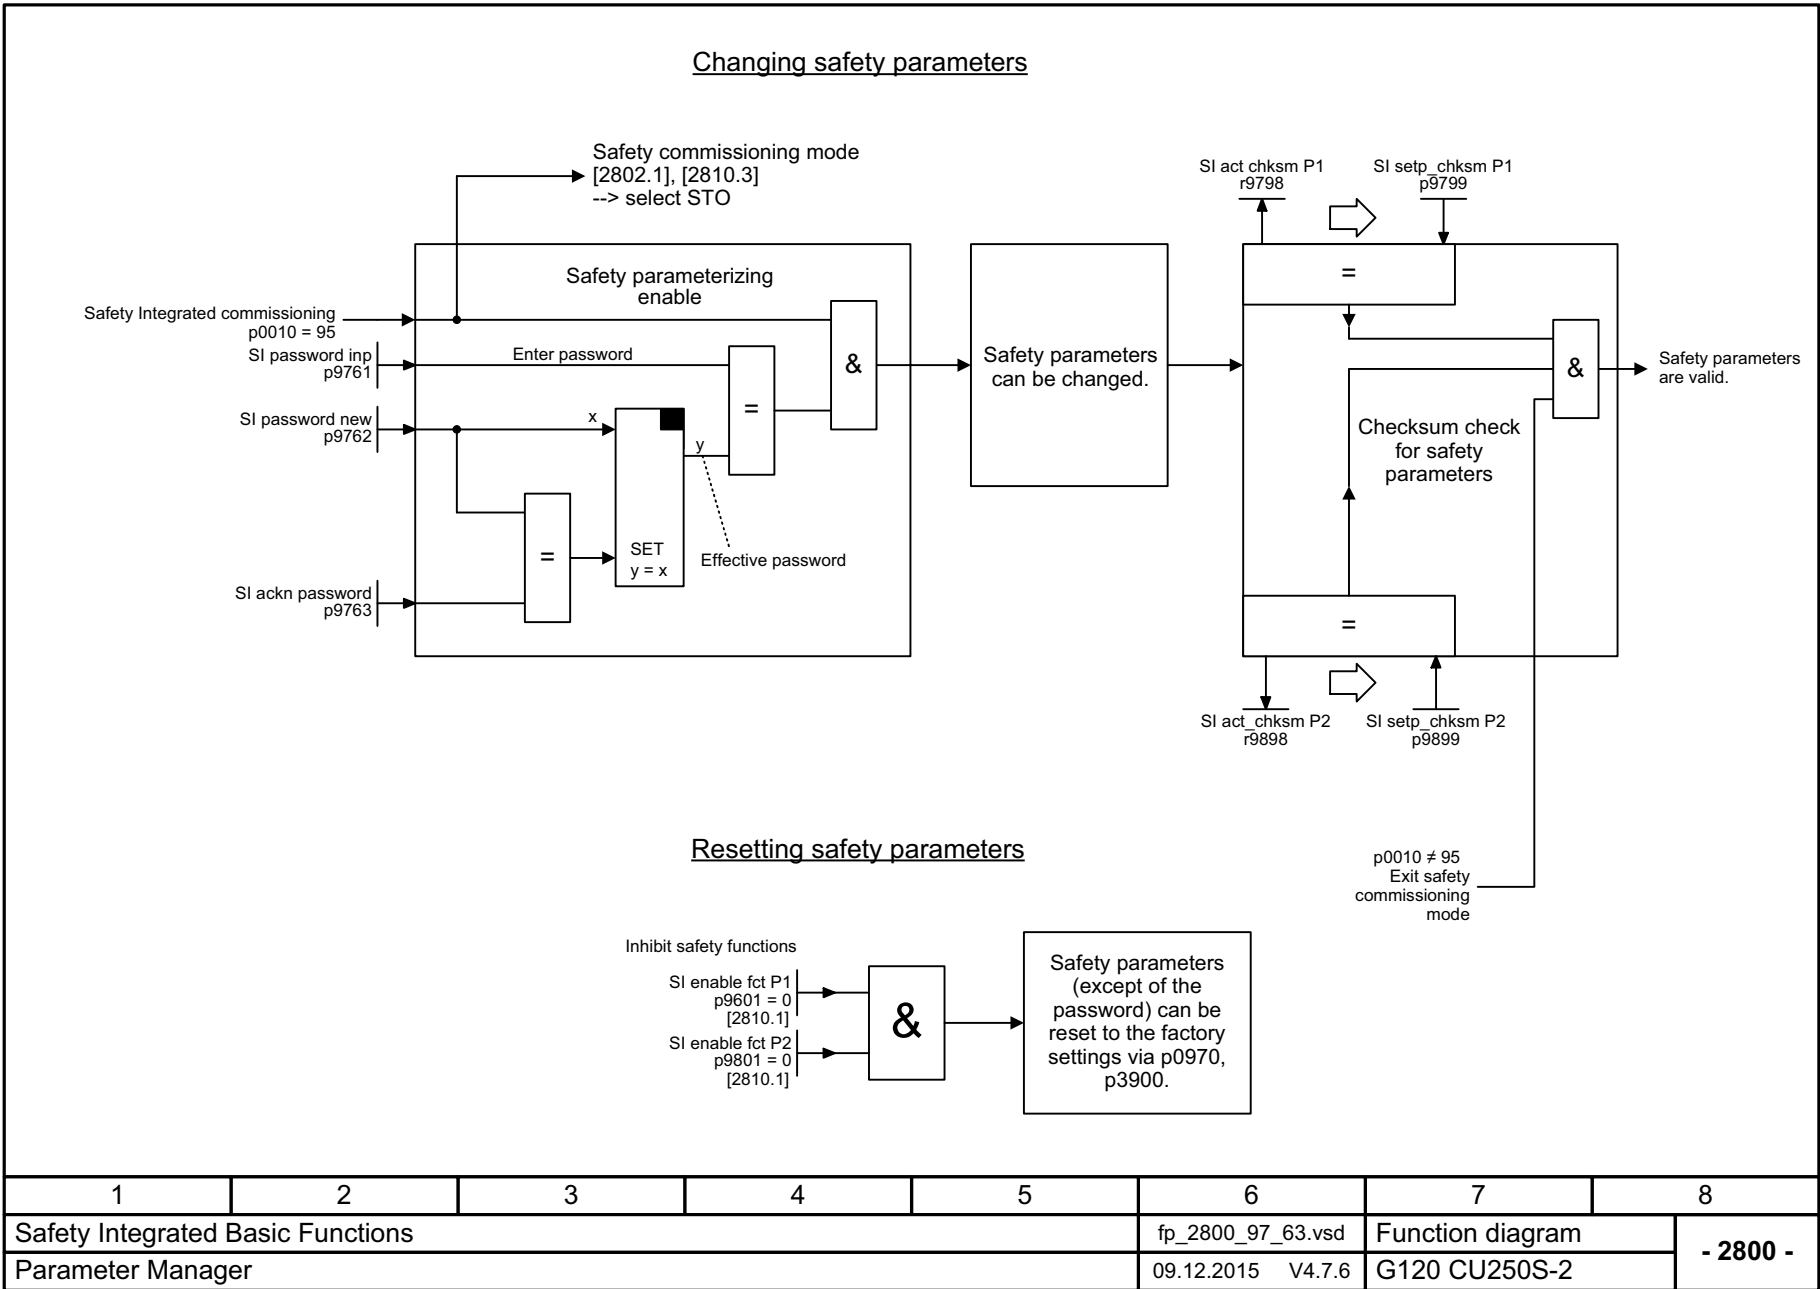 Changing safety parameters
Safety commissioning mode
[2802.1], [2810.3]
--> select STO
SI act chksm P1
r9798
SI setp_chksm P1
p9799
Safety parameterizing
enable
=
Safety Integrated commissioning
p0010 = 95
SI password inp
p9761
Enter password
&
=
Safety parameters
can be changed.
&
Safety parameters
are valid.
SI password new
p9762
x
y
Checksum check
for safety
parameters
=
SET
y = x
Effective password
SI ackn password
p9763
=
SI act_chksm P2
r9898
SI setp_chksm P2
p9899
Resetting safety parameters
p0010 ≠ 95
Exit safety
commissioning
mode
Inhibit safety functions
SI enable fct P1
p9601 = 0
[2810.1]
SI enable fct P2
p9801 = 0
[2810.1]
&
Safety parameters
(except of the
password) can be
reset to the factory
settings via p0970,
p3900.
1 2 3 4 5 6 7 8
Safety Integrated Basic Functions
fp_2800_97_63.vsd
Function diagram
- 2800 -
Parameter Manager
09.12.2015 V4.7.6
G120 CU250S-2